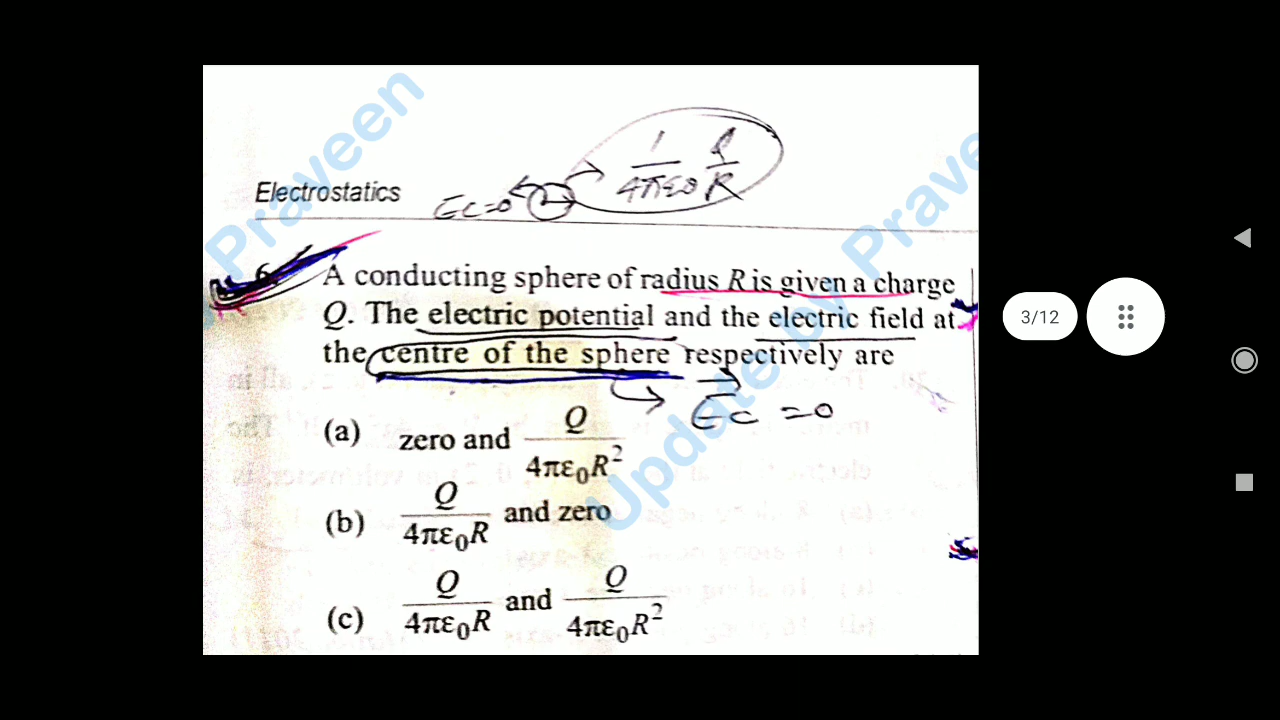 Electrostatics
EC=0
1/4πε0 Q/R
6. A conducting sphere of radius R is given a charge
Q. The electric potential and the electric field at
the centre of the sphere respectively are
EC = 0
(a) zero and Q/4πε₀R²
(b) Q/4πε₀R and zero
(c) Q/4πε₀R and Q/4πε₀R²
Praveen
Update by Prave
3/12